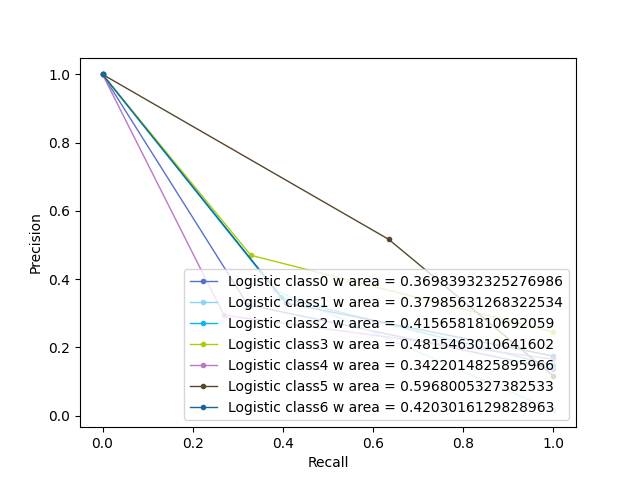 1.0
0.8
0.6
0.4
0.2
0.0
Precision
Logistic class0 w area = 0.36983932325276986
Logistic class1 w area = 0.37985631268322534
Logistic class2 w area = 0.4156581810692059
Logistic class3 w area = 0.4815463010641602
Logistic class4 w area = 0.3422014825895966
Logistic class5 w area = 0.5968005327382533
Logistic class6 w area = 0.4203016129828963
0.0 0.2 0.4 0.6 0.8 1.0
Recall